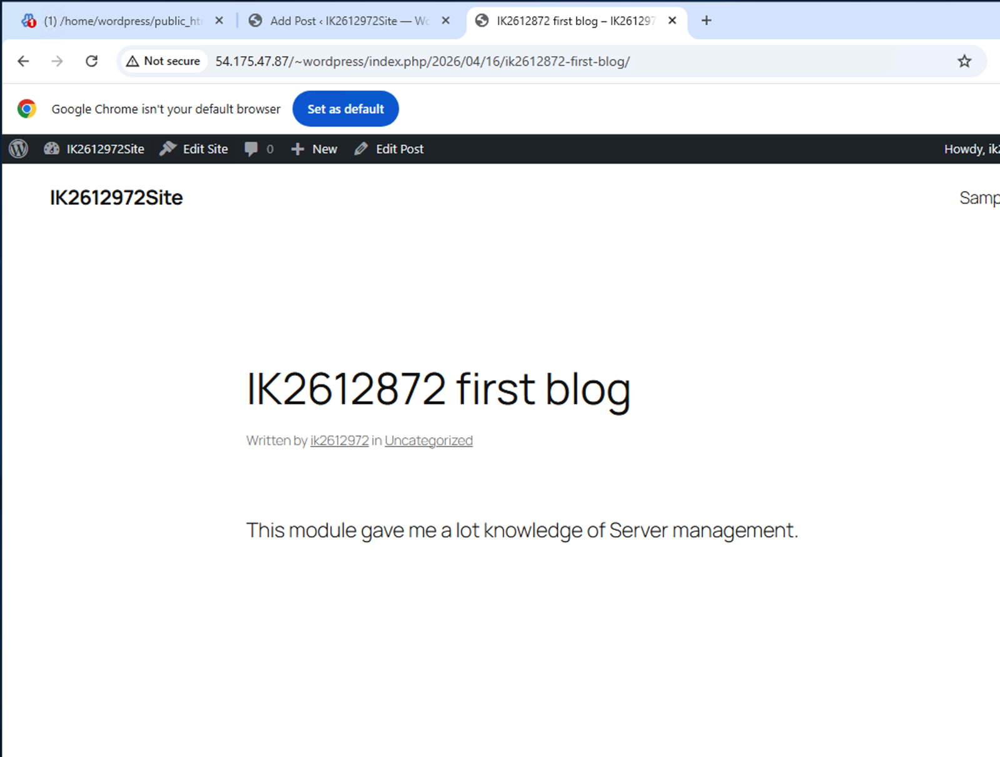 (1) /home/wordpress/public_ht
Add Post ‹ IK2612972Site — Wo
IK2612872 first blog – IK261297
Not secure
54.175.47.87/~wordpress/index.php/2026/04/16/ik2612872-first-blog/
Google Chrome isn't your default browser
Set as default
IK2612972Site
Edit Site
0
New
Edit Post
Howdy, ik2
IK2612972Site
Samp
IK2612872 first blog
Written by ik2612972 in Uncategorized
This module gave me a lot knowledge of Server management.